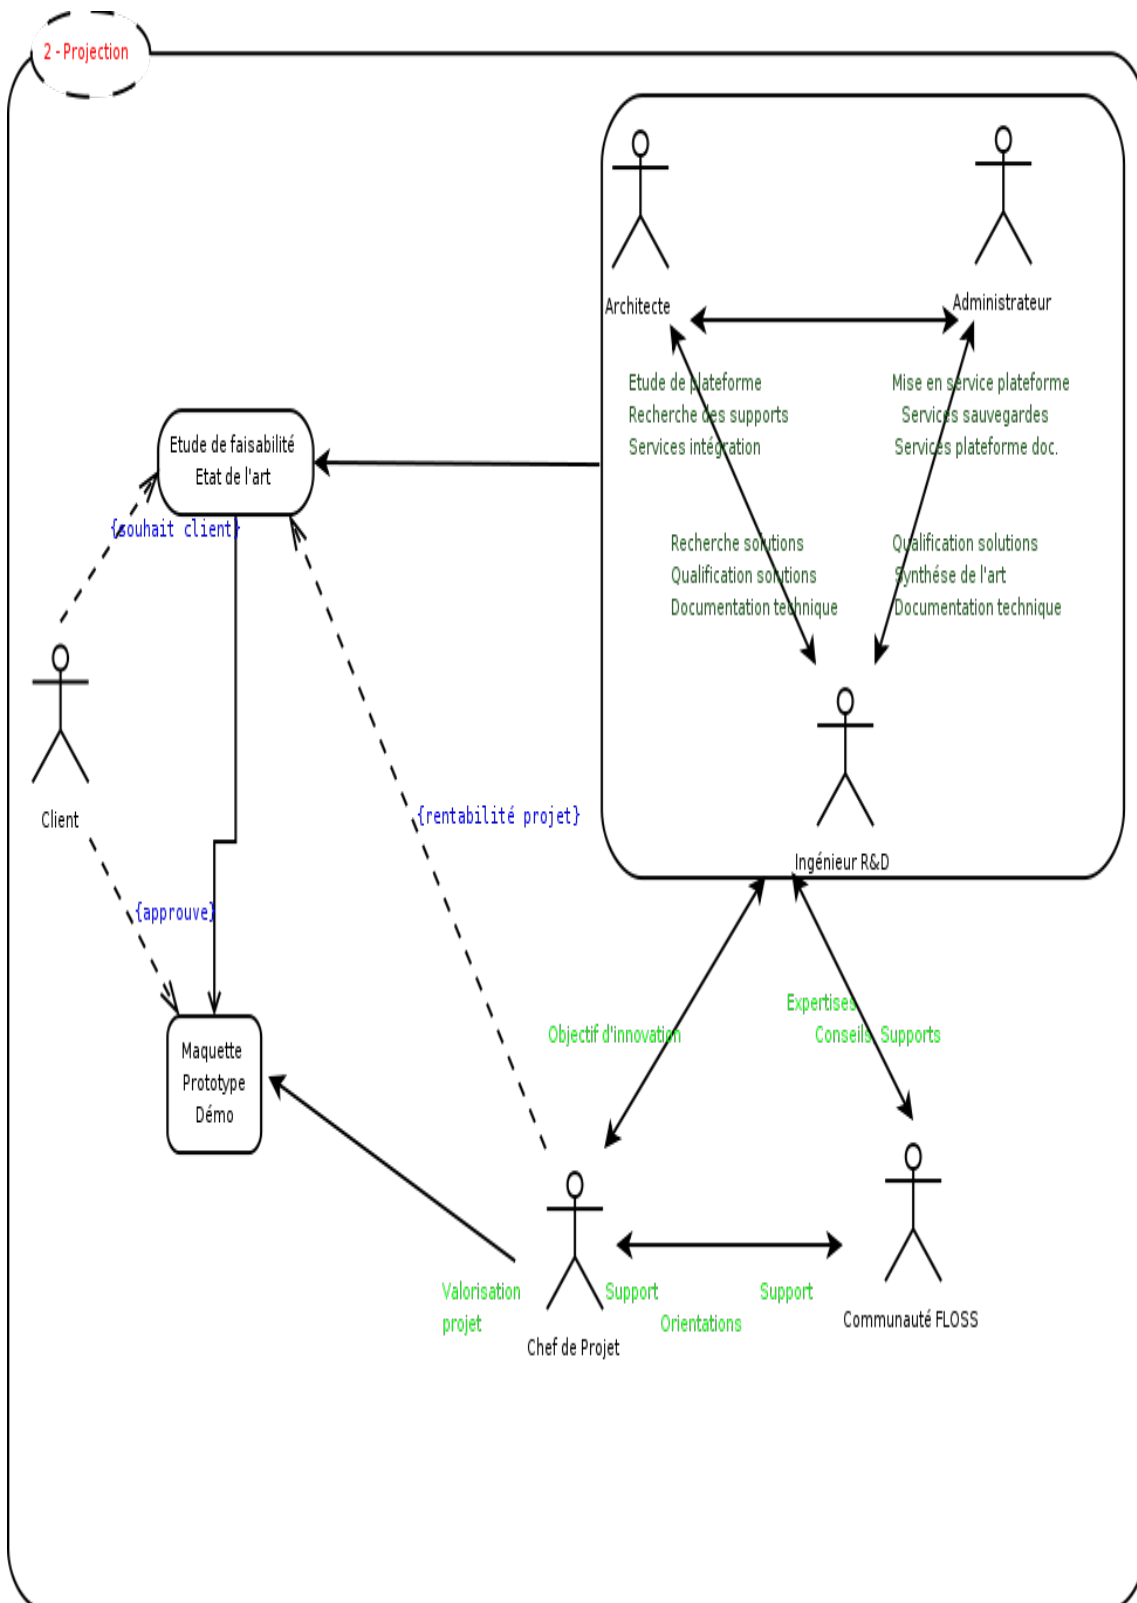 2 - Projection
Architecte
Administrateur
Etude de plateforme
Recherche des supports
Services intégration
Mise en service plateforme
Services sauvegardes
Services plateforme doc.
Etude de faisabilité
Etat de l'art
{souhait client}
Recherche solutions
Qualification solutions
Documentation technique
Qualification solutions
Synthése de l'art
Documentation technique
Client
{rentabilité projet}
Ingénieur R&D
{approuve}
Expertises
Objectif d'innovation
Conseils Supports
Maquette
Prototype
Démo
Valorisation
projet
Support
Support
Orientations
Communauté FLOSS
Chef de Projet